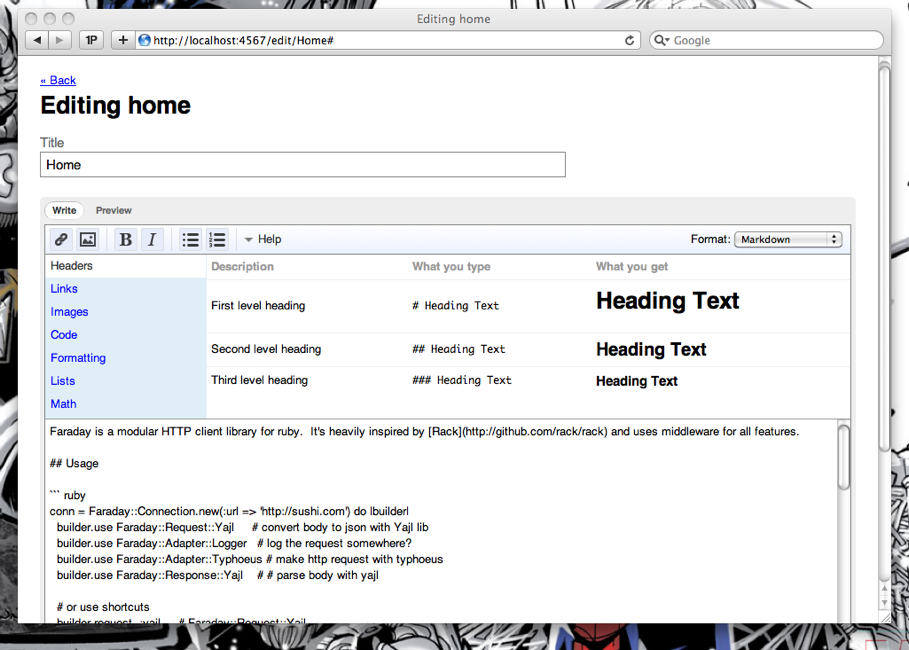 Editing home
1P
http://localhost:4567/edit/Home#
Google
« Back
Editing home
Title
Home
Write Preview
B I Help Format: Markdown
Headers Description What you type What you get
Links
Images
Code
Formatting
Lists
Math
First level heading # Heading Text Heading Text
Second level heading ## Heading Text Heading Text
Third level heading ### Heading Text Heading Text
Faraday is a modular HTTP client library for ruby. It's heavily inspired by [Rack](http://github.com/rack/rack) and uses middleware for all features.
## Usage
``` ruby
conn = Faraday::Connection.new(:url => 'http://sushi.com') do |builder|
builder.use Faraday::Request::Yajl # convert body to json with Yajl lib
builder.use Faraday::Adapter::Logger # log the request somewhere?
builder.use Faraday::Adapter::Typhoeus # make http request with typhoeus
builder.use Faraday::Response::Yajl # # parse body with yajl
# or use shortcuts
builder.request :yajl # Faraday::Request::Yajl